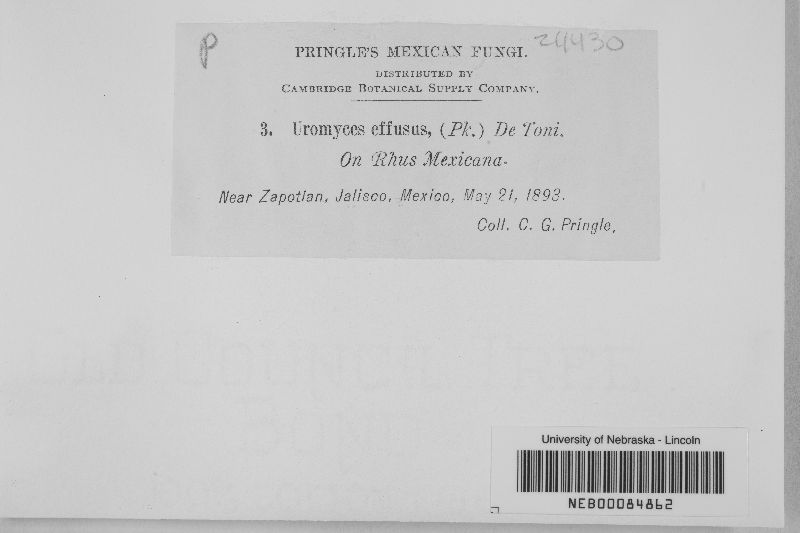 P
24430
PRINGLE'S MEXICAN FUNGI.
DISTRIBUTED BY
CAMBRIDGE BOTANICAL SUPPLY COMPANY.
3. Uromyces effusus, (Pk.) De Toni.
On Rhus Mexicana.
Near Zapotlan, Jalisco, Mexico, May 21, 1893.
Coll. C. G. Pringle.
University of Nebraska - Lincoln
NEB00084862